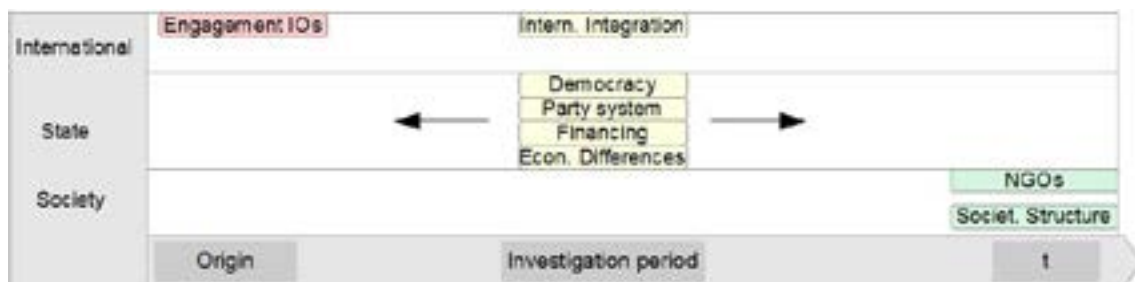 Engagement IOs
Intern. Integration
International
Democracy
Party system
State
Financing
Econ. Differences
NGOs
Society
Societ. Structure
Origin
Investigation period
t